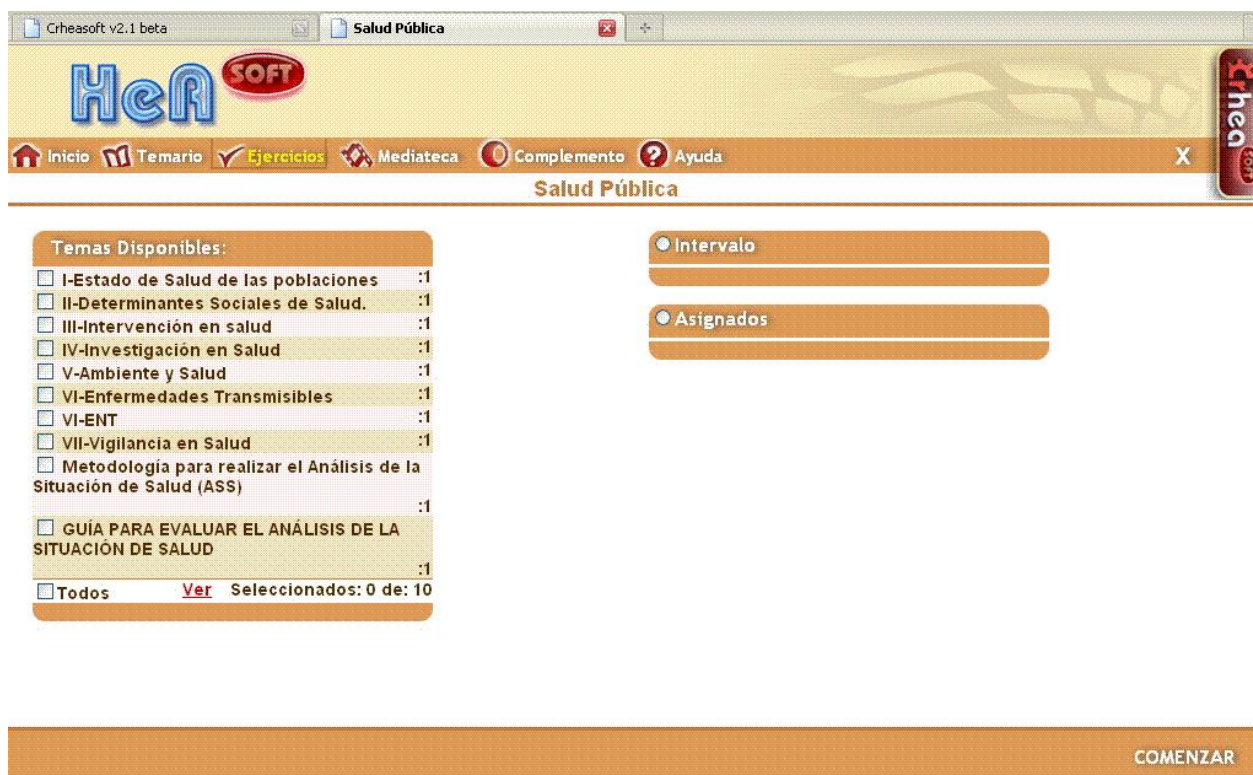 Crheasoft v2.1 beta
Salud Pública
HeA SOFT
Crhea SOFT
Inicio Temario Ejercicios Mediateca Complemento Ayuda X
Salud Pública
Temas Disponibles:
I-Estado de Salud de las poblaciones :1
II-Determinantes Sociales de Salud. :1
III-Intervención en salud :1
IV-Investigación en Salud :1
V-Ambiente y Salud :1
VI-Enfermedades Transmisibles :1
VI-ENT :1
VII-Vigilancia en Salud :1
Metodología para realizar el Análisis de la
Situación de Salud (ASS)
:1
GUÍA PARA EVALUAR EL ANÁLISIS DE LA
SITUACIÓN DE SALUD
:1
Todos Ver Seleccionados: 0 de: 10
Intervalo
Asignados
COMENZAR